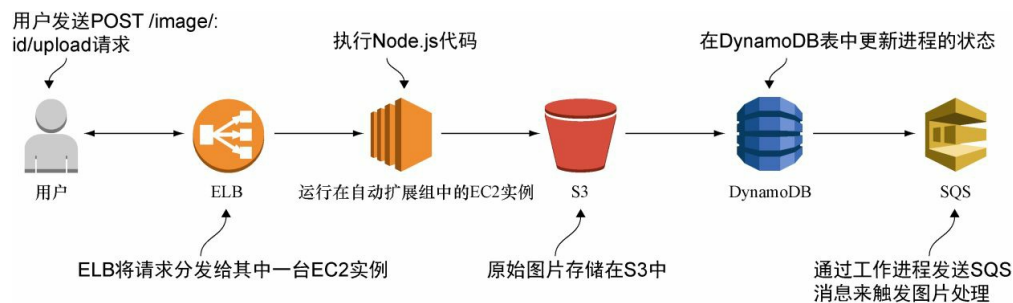 用户发送POST /image/:
id/upload请求
执行Node.js代码
在DynamoDB表中更新进程的状态
用户
ELB
运行在自动扩展组中的EC2实例
S3
DynamoDB
SQS
ELB将请求分发给其中一台EC2实例
原始图片存储在S3中
通过工作进程发送SQS
消息来触发图片处理